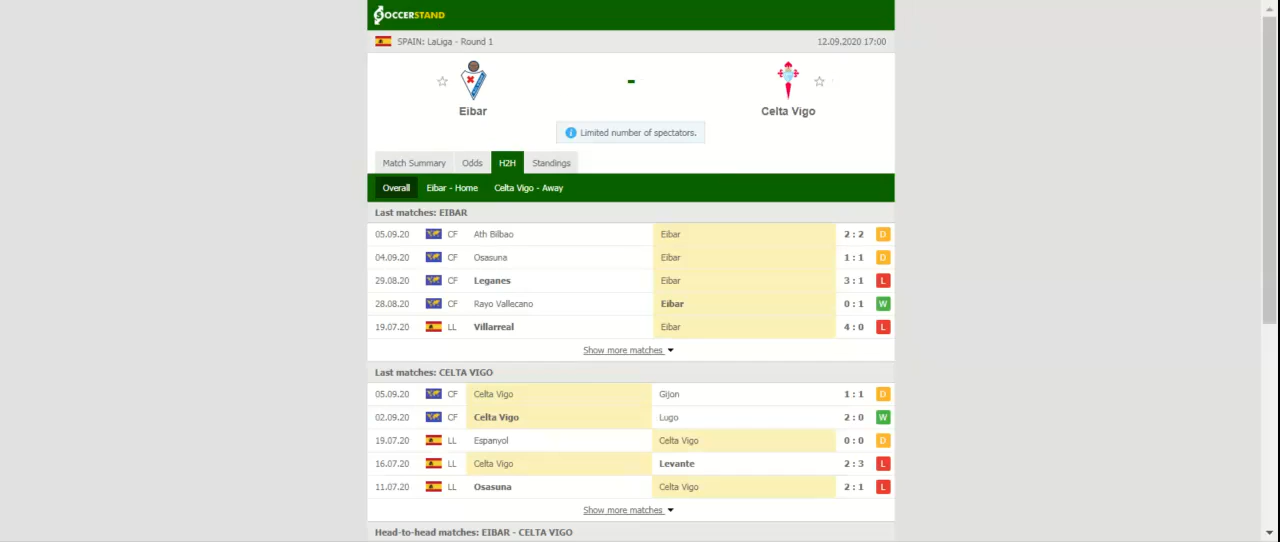 SOCCERSTAND
SPAIN: LaLiga - Round 1 12.09.2020 17:00
-
Eibar Celta Vigo
Limited number of spectators.
Match Summary Odds H2H Standings
Overall Eibar - Home Celta Vigo - Away
Last matches: EIBAR
05.09.20 CF Ath Bilbao Eibar 2 : 2 D
04.09.20 CF Osasuna Eibar 1 : 1 D
29.08.20 CF Leganes Eibar 3 : 1 L
28.08.20 CF Rayo Vallecano Eibar 0 : 1 W
19.07.20 LL Villarreal Eibar 4 : 0 L
Show more matches
Last matches: CELTA VIGO
05.09.20 CF Celta Vigo Gijon 1 : 1 D
02.09.20 CF Celta Vigo Lugo 2 : 0 W
19.07.20 LL Espanyol Celta Vigo 0 : 0 D
16.07.20 LL Celta Vigo Levante 2 : 3 L
11.07.20 LL Osasuna Celta Vigo 2 : 1 L
Show more matches
Head-to-head matches: EIBAR - CELTA VIGO